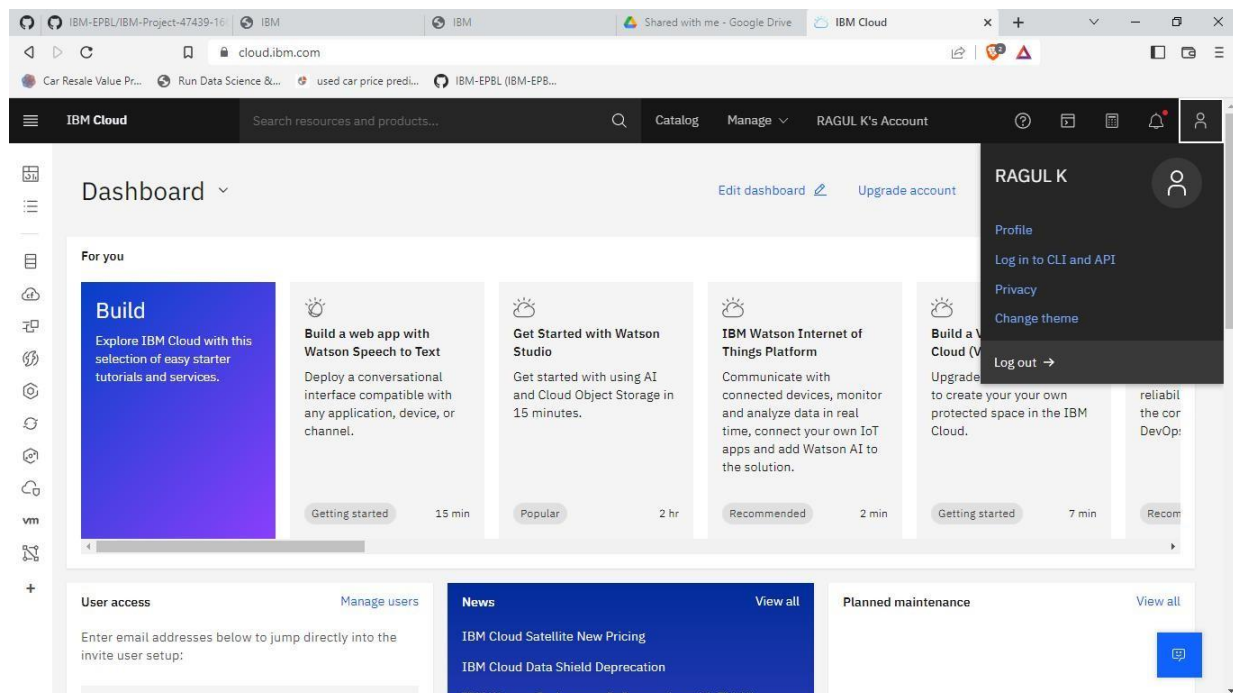 IBM-EPBL/IBM-Project-47439-16
IBM
IBM
Shared with me - Google Drive
IBM Cloud
cloud.ibm.com
2
Car Resale Value Pr...
Run Data Science &...
used car price predi...
IBM-EPBL (IBM-EPB...
IBM Cloud
Search resources and products...
Catalog
Manage
RAGUL K's Account
Dashboard
Edit dashboard
Upgrade account
RAGUL K
Profile
Log in to CLI and API
Privacy
Change theme
Log out →
For you
Build
Explore IBM Cloud with this
selection of easy starter
tutorials and services.
Build a web app with
Watson Speech to Text
Deploy a conversational
interface compatible with
any application, device, or
channel.
Getting started
15 min
Get Started with Watson
Studio
Get started with using AI
and Cloud Object Storage in
15 minutes.
Popular
2 hr
IBM Watson Internet of
Things Platform
Communicate with
connected devices, monitor
and analyze data in real
time, connect your own IoT
apps and add Watson AI to
the solution.
Recommended
2 min
Build a V
Cloud (V
Upgrade
to create your your own
protected space in the IBM
Cloud.
Getting started
7 min
reliabil
the cor
DevOps
Recom
vm
User access
Manage users
Enter email addresses below to jump directly into the
invite user setup:
News
View all
IBM Cloud Satellite New Pricing
IBM Cloud Data Shield Deprecation
Planned maintenance
View all